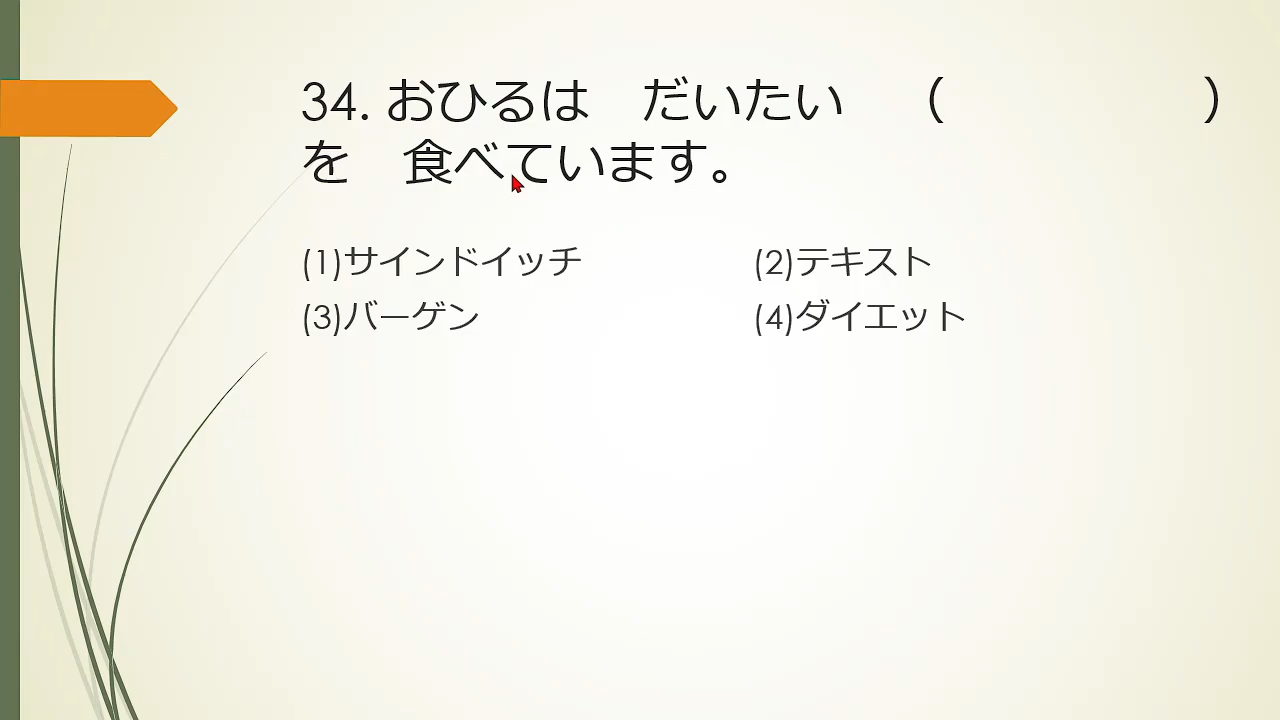 34. おひるは　だいたい　（　　　　　）
を　食べています。
(1)サインドイッチ　(2)テキスト
(3)バーゲン　(4)ダイエット